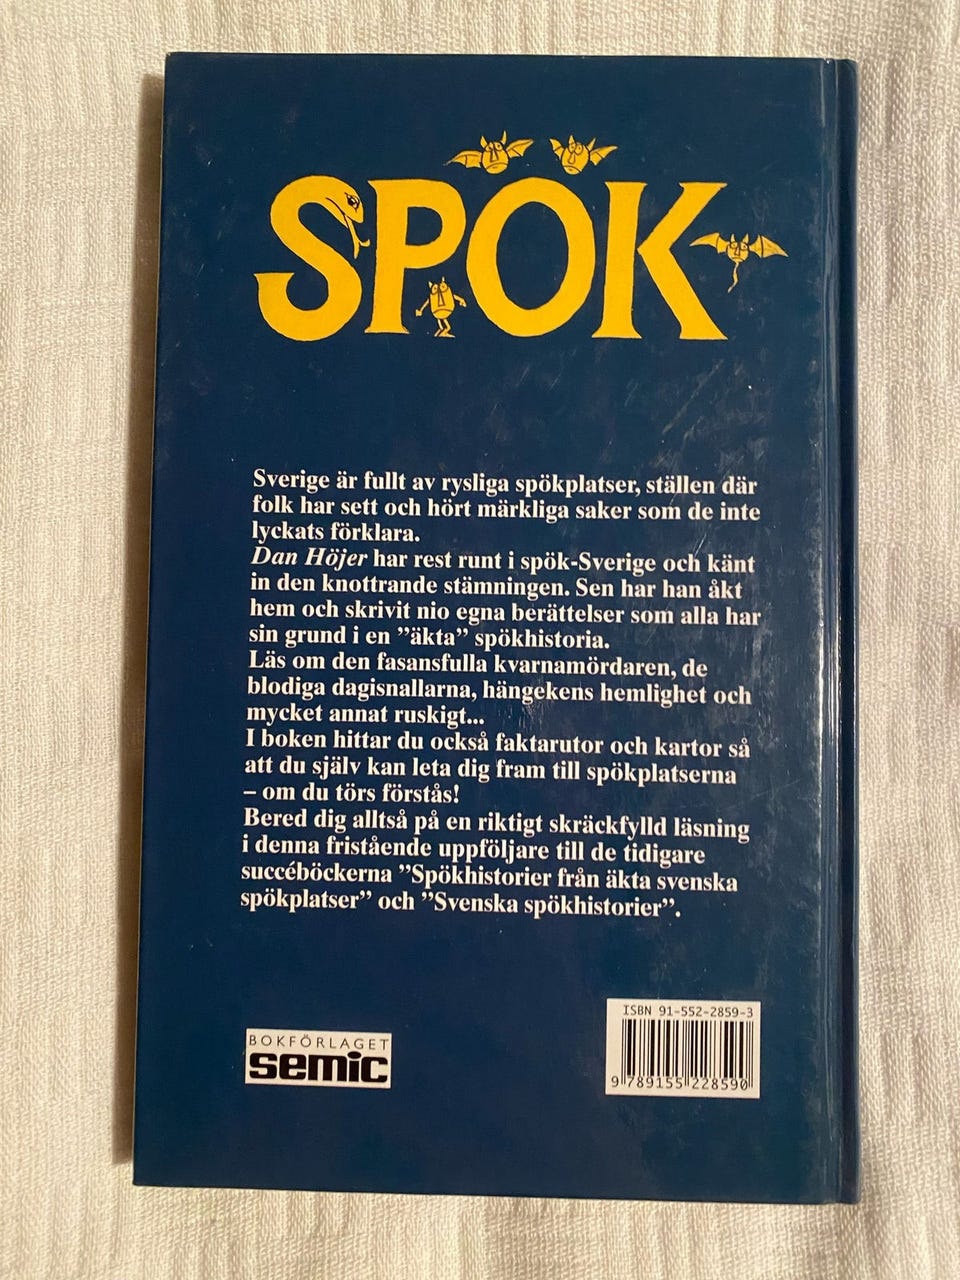 SPÖK
Sverige är fullt av rysliga spökplatser, ställen där
folk har sett och hört märkliga saker som de inte
lyckats förklara.
Dan Höjer har rest runt i spök-Sverige och känt
in den knottrande stämningen. Sen har han åkt
hem och skrivit nio egna berättelser som alla har
sin grund i en ”äkta” spökhistoria.
Läs om den fasansfulla kvarnamördaren, de
blodiga dagisnallarna, hängekens hemlighet och
mycket annat ruskigt...
I boken hittar du också faktarutor och kartor så
att du själv kan leta dig fram till spökplatserna
– om du törs förstås!
Bered dig alltså på en riktigt skräckfylld läsning
i denna fristående uppföljare till de tidigare
succéböckerna ”Spökhistorier från äkta svenska
spökplatser” och ”Svenska spökhistorier”.
BOKFÖRLAGET
semic
ISBN 91-552-2859-3
9 789155 228590